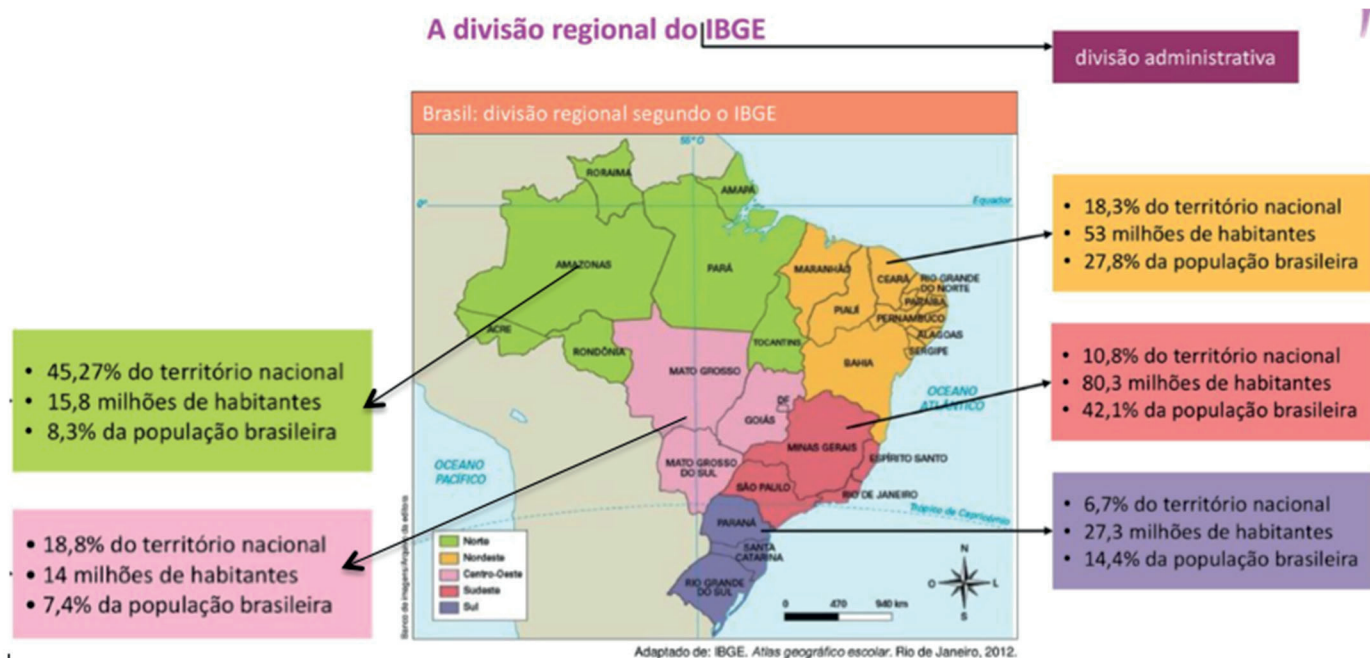 A divisão regional do IBGE
divisão administrativa
Brasil: divisão regional segundo o IBGE
55° O
RORAIMA
AMAPÁ
0°
Equador
AMAZONAS
PARÁ
MARANHÃO
CEARÁ
RIO GRANDE
DO NORTE
PARAÍBA
PIAUÍ
PERNAMBUCO
ALAGOAS
SERGIPE
ACRE
RONDÔNIA
TOCANTINS
BAHIA
MATO GROSSO
DF
GOIÁS
OCEANO
ATLÂNTICO
MINAS GERAIS
ESPÍRITO SANTO
MATO GROSSO
DO SUL
OCEANO
PACÍFICO
SÃO PAULO
RIO DE JANEIRO
Trópico de Capricórnio
PARANÁ
SANTA
CATARINA
RIO GRANDE
DO SUL
Norte
Nordeste
Centro-Oeste
Sudeste
Sul
N
O
L
S
0
470
940 km
Banco de imagens/Arquivo da editora
Adaptado de: IBGE. Atlas geográfico escolar. Rio de Janeiro, 2012.
• 18,3% do território nacional
• 53 milhões de habitantes
• 27,8% da população brasileira
• 10,8% do território nacional
• 80,3 milhões de habitantes
• 42,1% da população brasileira
• 6,7% do território nacional
• 27,3 milhões de habitantes
• 14,4% da população brasileira
• 45,27% do território nacional
• 15,8 milhões de habitantes
• 8,3% da população brasileira
• 18,8% do território nacional
• 14 milhões de habitantes
• 7,4% da população brasileira